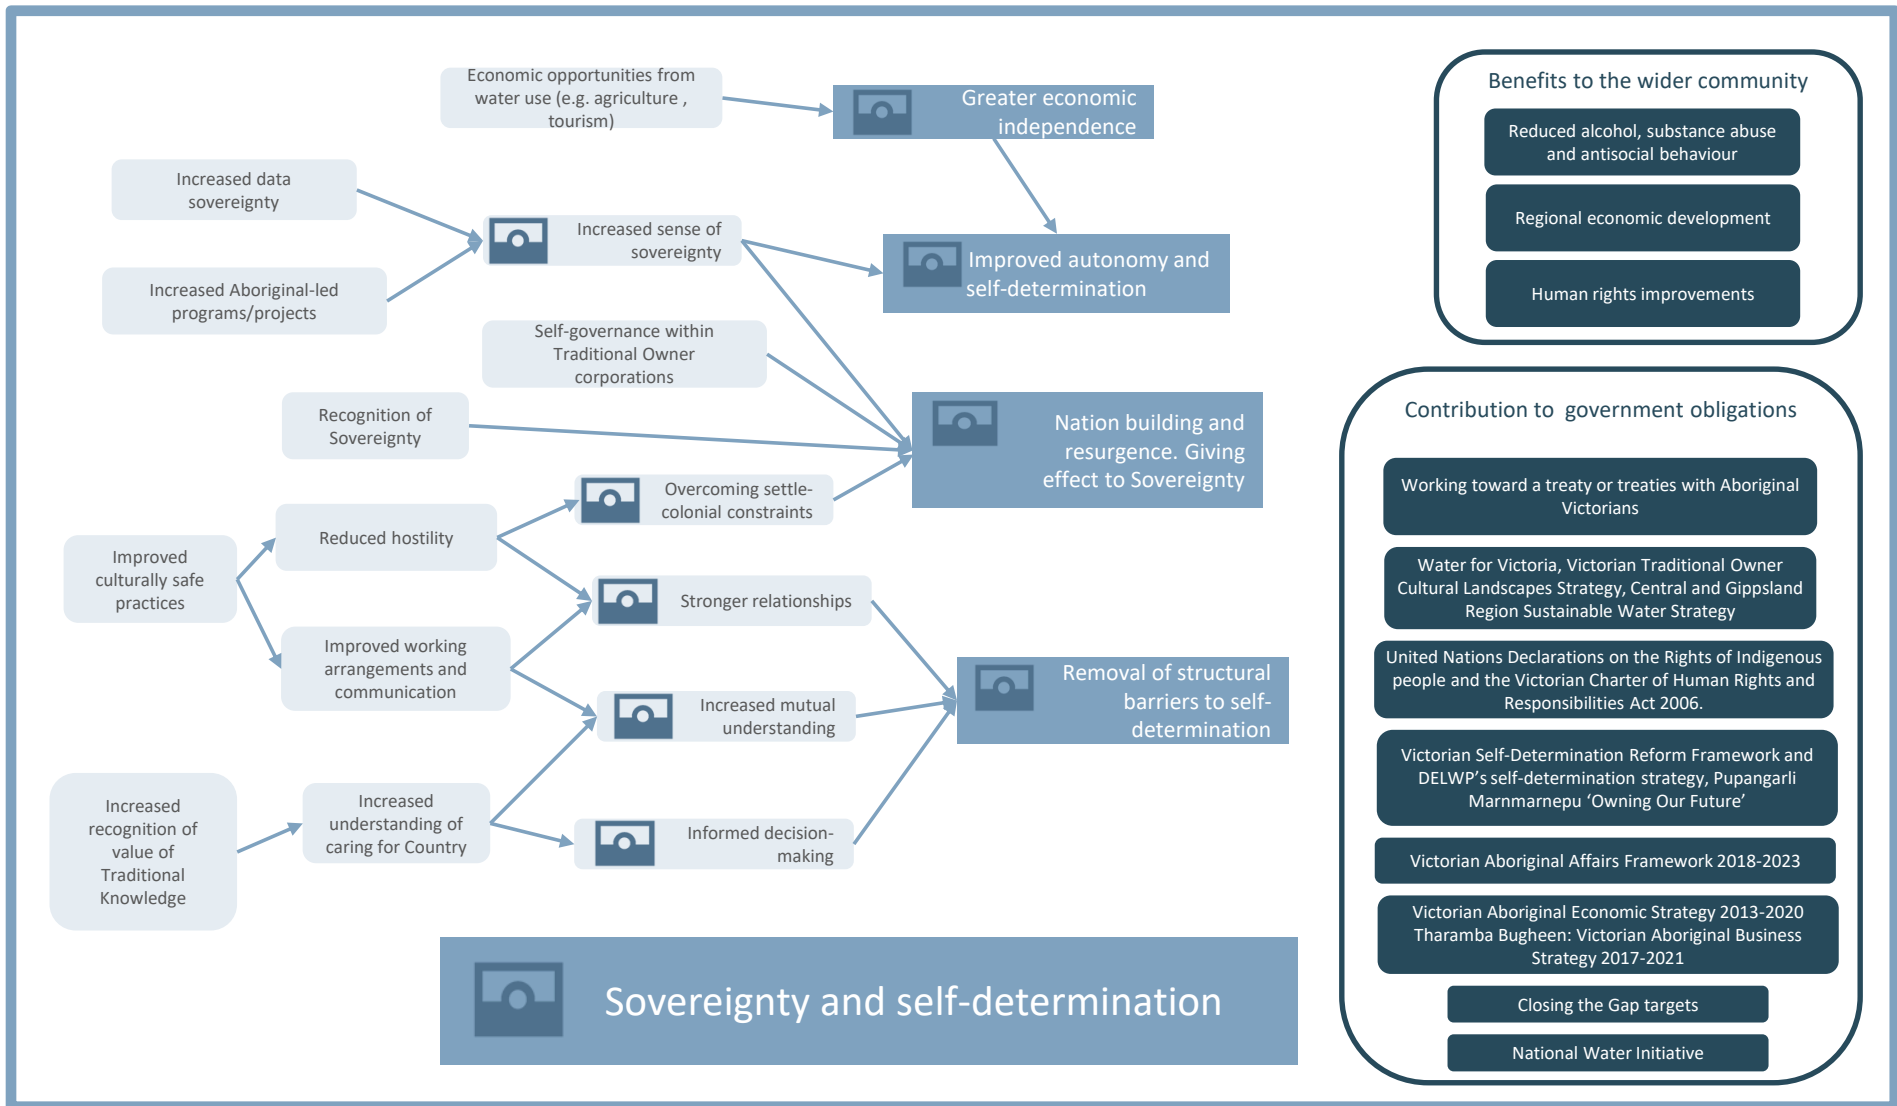 Economic opportunities from
water use (e.g. agriculture ,
tourism)
Greater economic
independence
Increased data
sovereignty
Increased sense of
sovereignty
Improved autonomy and
self-determination
Increased Aboriginal-led
programs/projects
Self-governance within
Traditional Owner
corporations
Recognition of
Sovereignty
Nation building and
resurgence. Giving
effect to Sovereignty
Overcoming settle-
colonial constraints
Reduced hostility
Improved
culturally safe
practices
Stronger relationships
Improved working
arrangements and
communication
Removal of structural
barriers to self-
determination
Increased mutual
understanding
Increased
recognition of
value of
Traditional
Knowledge
Increased
understanding of
caring for Country
Informed decision-
making
Sovereignty and self-determination
Benefits to the wider community
Reduced alcohol, substance abuse
and antisocial behaviour
Regional economic development
Human rights improvements
Contribution to  government obligations
Working toward a treaty or treaties with Aboriginal
Victorians
Water for Victoria, Victorian Traditional Owner
Cultural Landscapes Strategy, Central and Gippsland
Region Sustainable Water Strategy
United Nations Declarations on the Rights of Indigenous
people and the Victorian Charter of Human Rights and
Responsibilities Act 2006.
Victorian Self-Determination Reform Framework and
DELWP’s self-determination strategy, Pupangarli
Marnmarnepu ‘Owning Our Future’
Victorian Aboriginal Affairs Framework 2018-2023
Victorian Aboriginal Economic Strategy 2013-2020
Tharamba Bugheen: Victorian Aboriginal Business
Strategy 2017-2021
Closing the Gap targets
National Water Initiative